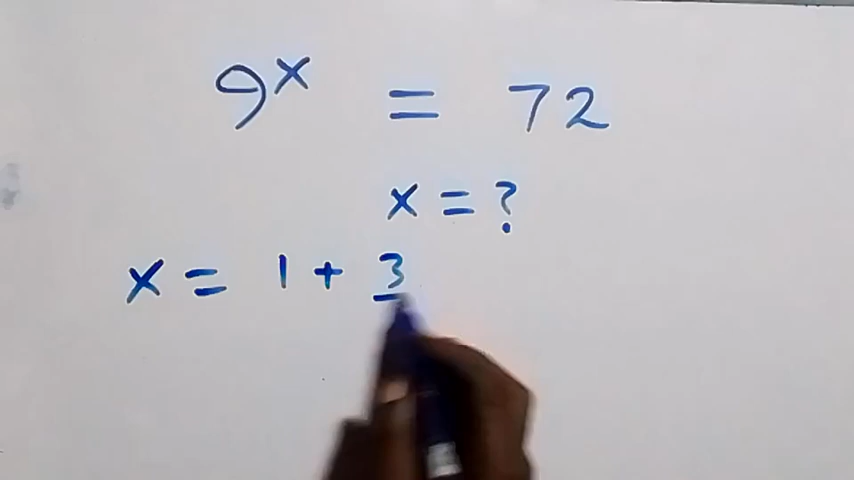 9^x = 72
x = ?
x = 1 + 3